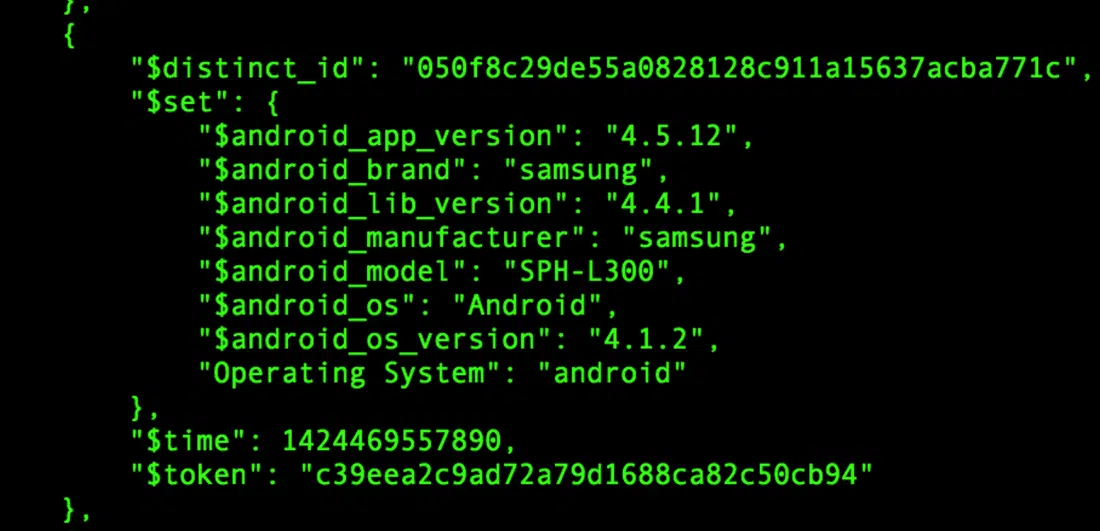 },
{
"$distinct_id": "050f8c29de55a0828128c911a15637acba771c",
"$set": {
"$android_app_version": "4.5.12",
"$android_brand": "samsung",
"$android_lib_version": "4.4.1",
"$android_manufacturer": "samsung",
"$android_model": "SPH-L300",
"$android_os": "Android",
"$android_os_version": "4.1.2",
"Operating System": "android"
},
"$time": 1424469557890,
"$token": "c39eea2c9ad72a79d1688ca82c50cb94"
},